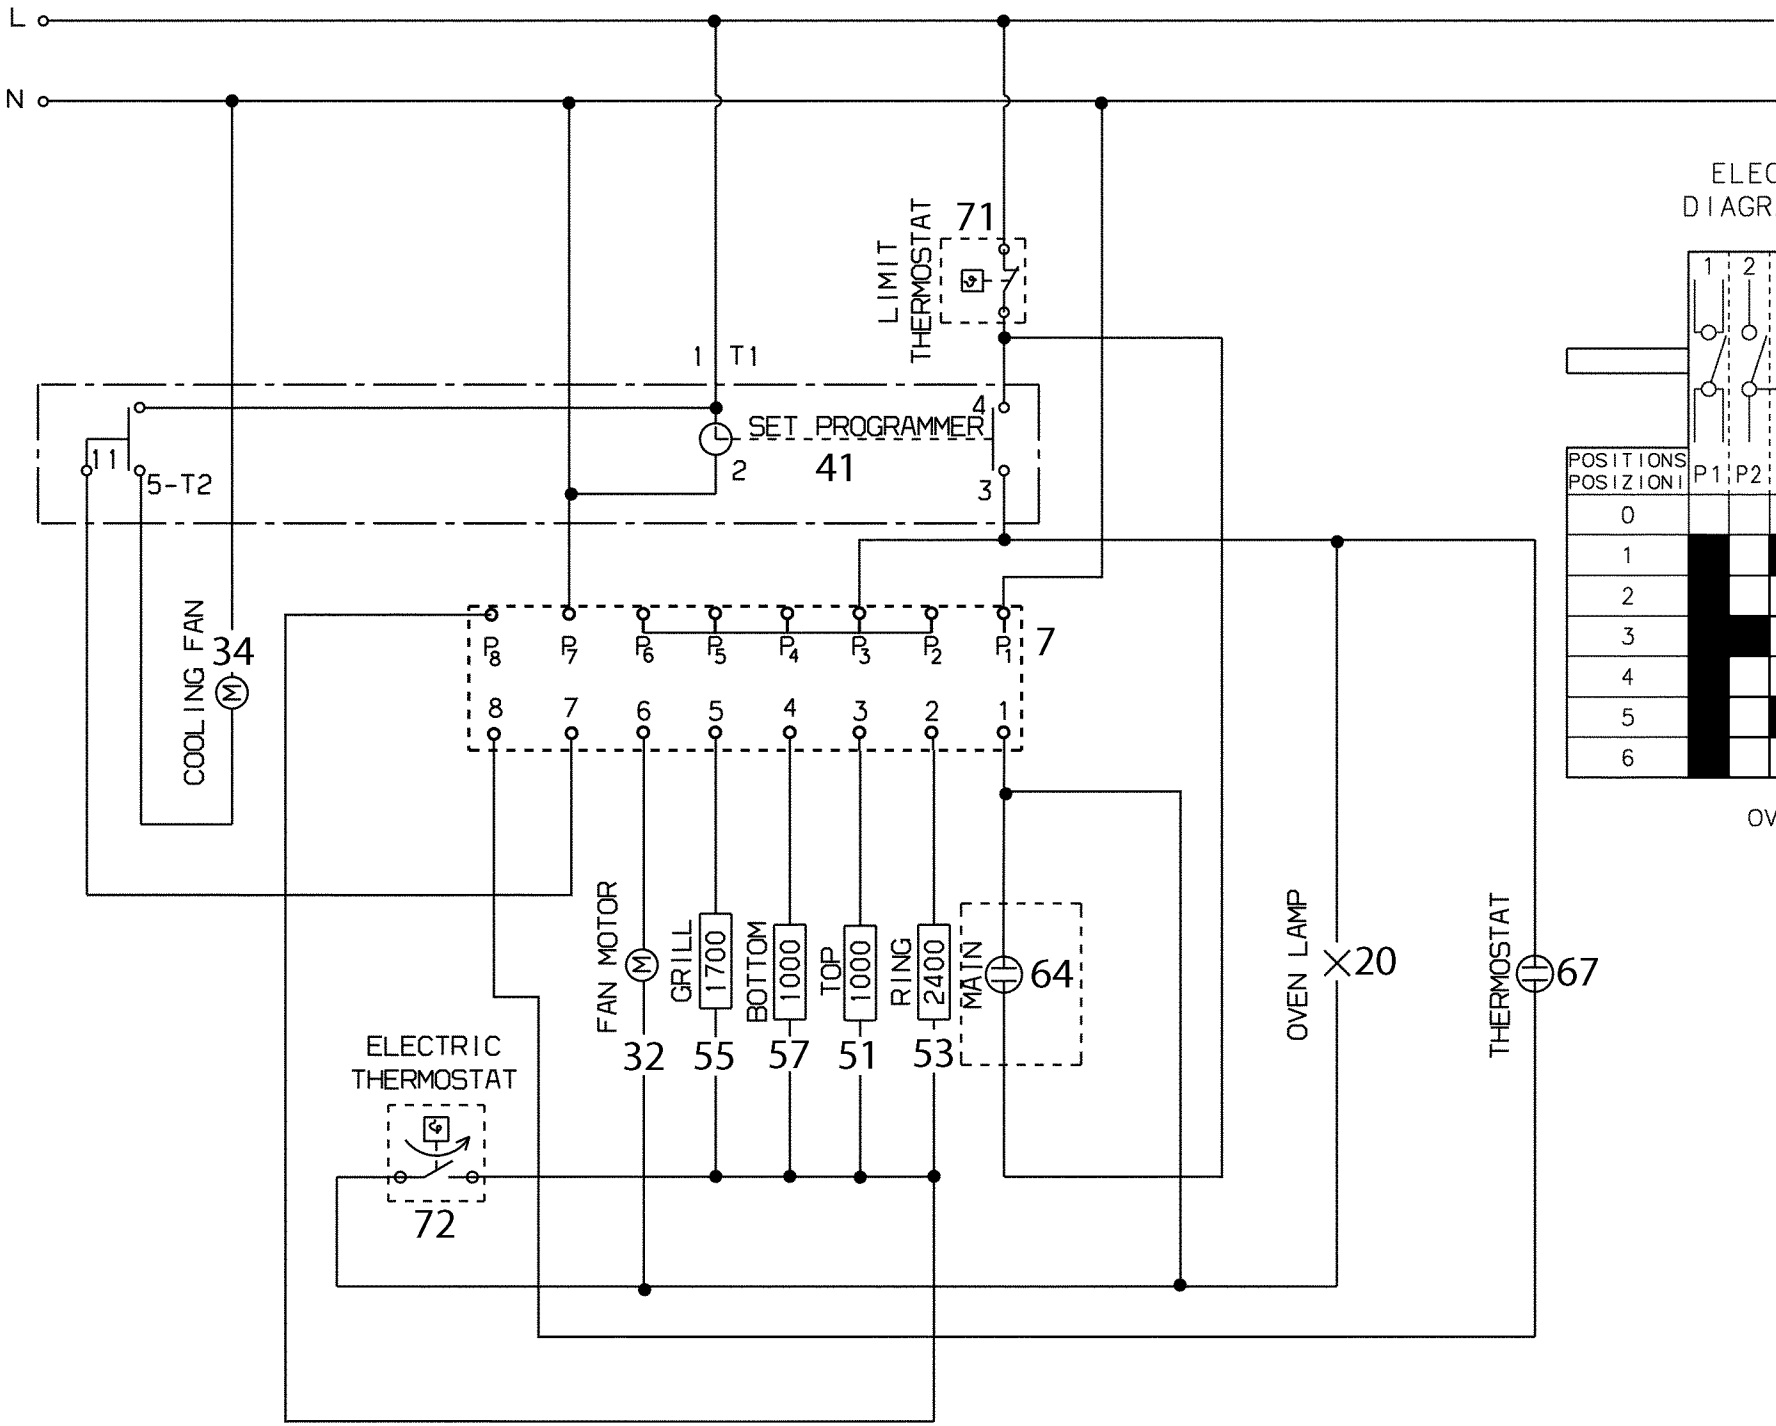 L
N
ELEC
DIAGR
LIMIT
THERMOSTAT
71
1 T1
1 2
4
SET PROGRAMMER
11
5-T2
2
41
3
POSITIONS
POSIZIONI
P1 P2
0
1
2
3
4
5
6
COOLING FAN
34
M
P8 P7 P6 P5 P4 P3 P2 P1
7
8 7 6 5 4 3 2 1
OV
FAN MOTOR
M
32
GRILL
1700
55
BOTTOM
1000
57
TOP
1000
51
RING
2400
53
MAIN
64
OVEN LAMP
20
THERMOSTAT
67
ELECTRIC
THERMOSTAT
72